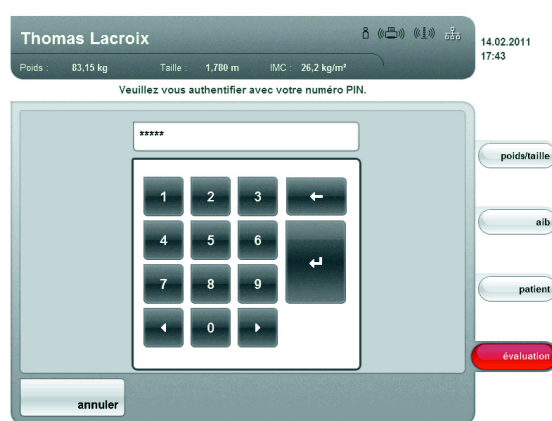 Thomas Lacroix
14.02.2011
17:43
Poids : 83,15 kg Taille : 1,780 m IMC : 26,2 kg/m²
Veuillez vous authentifier avec votre numéro PIN.
*****
1 2 3
4 5 6
7 8 9
0
poids/taille
aib
patient
évaluation
annuler